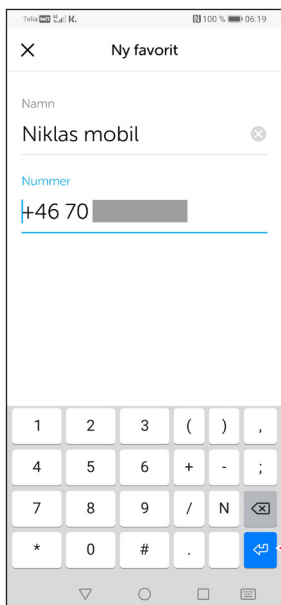 Telia K. 100 % 06:19
Ny favorit
Namn
Niklas mobil
Nummer
+46 70
1 2 3 ( ) ,
4 5 6 + - ;
7 8 9 / N
* 0 # .